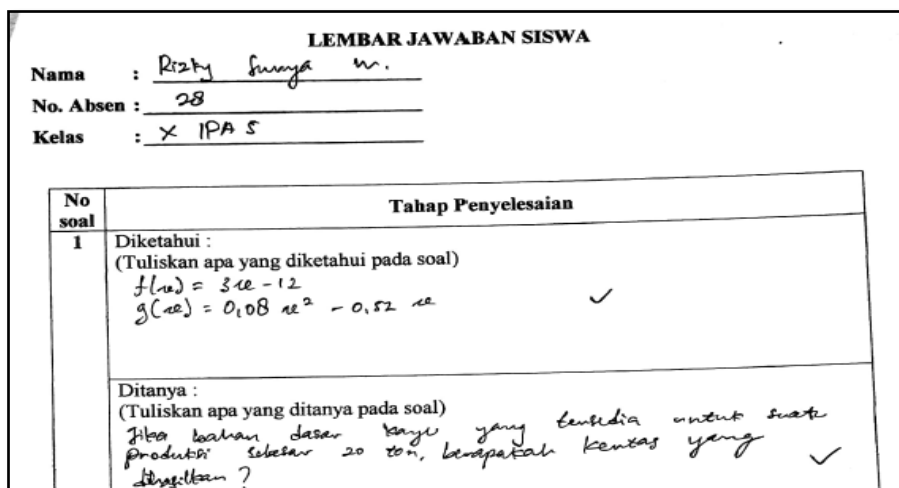 LEMBAR JAWABAN SISWA
Nama : Rizky Surya W.
No. Absen : 28
Kelas : X IPA 5
No soal
Tahap Penyelesaian
1
Diketahui :
(Tuliskan apa yang diketahui pada soal)
f(x) = 3x - 12
g(x) = 0,08 x² - 0,52 x
Ditanya :
(Tuliskan apa yang ditanya pada soal)
Jika bahan dasar kayu yang tersedia untuk suatu
produksi sebesar 20 ton, berapakah kertas yang
dihasilkan ?